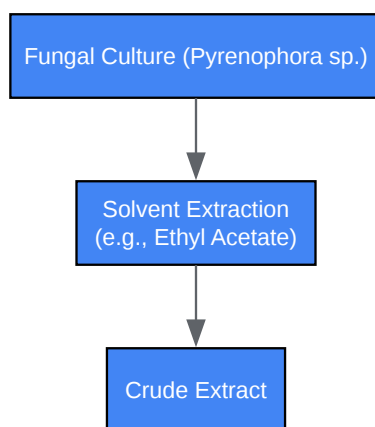 Fungal Culture (Pyrenophora sp.)
Solvent Extraction
(e.g., Ethyl Acetate)
Crude Extract